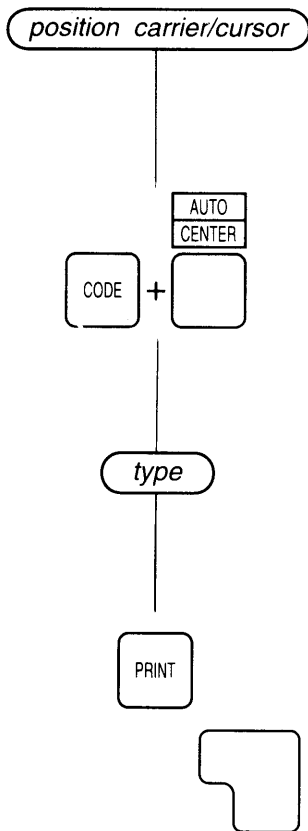 position carrier/cursor
AUTO
CENTER
CODE +
type
PRINT